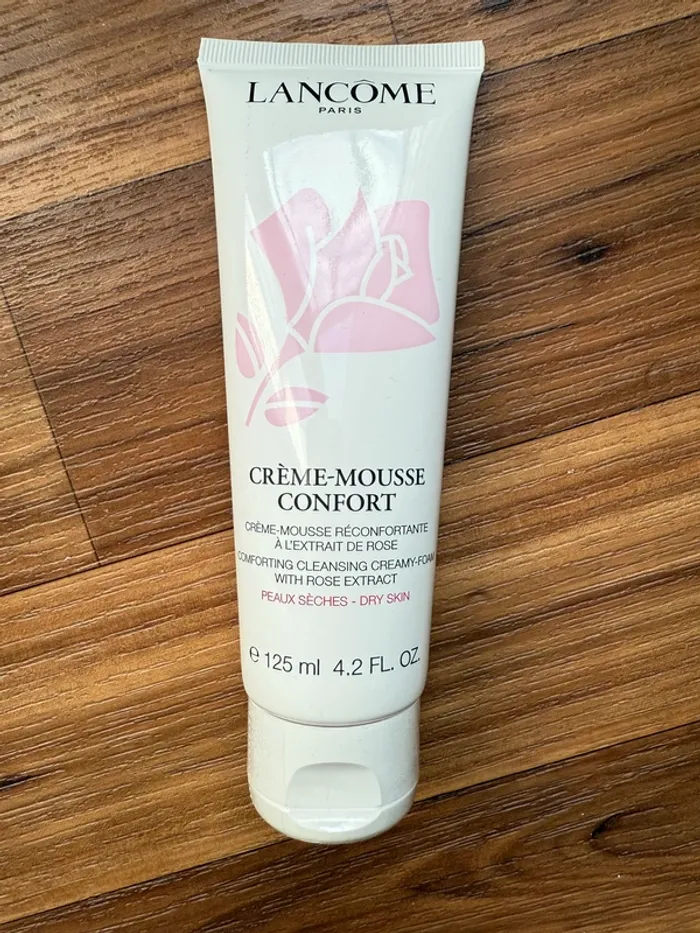 LANCÔME
PARIS
CRÈME-MOUSSE
CONFORT
CRÈME-MOUSSE RÉCONFORTANTE
À L'EXTRAIT DE ROSE
COMFORTING CLEANSING CREAMY-FOAM
WITH ROSE EXTRACT
PEAUX SÈCHES - DRY SKIN
℮ 125 ml 4.2 FL. OZ.